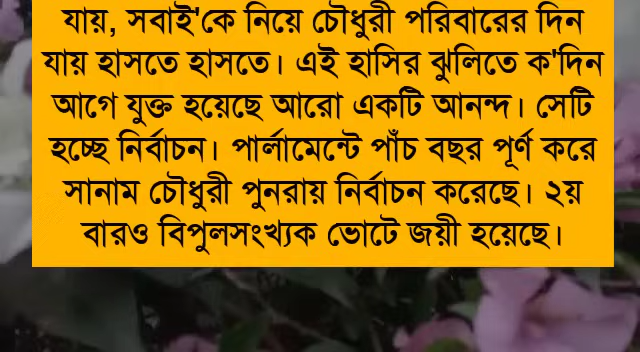 যায়, সবাই'কে নিয়ে চৌধুরী পরিবারের দিন
যায় হাসতে হাসতে। এই হাসির ঝুলিতে ক'দিন
আগে যুক্ত হয়েছে আরো একটি আনন্দ। সেটি
হচ্ছে নির্বাচন। পার্লামেন্টে পাঁচ বছর পূর্ণ করে
সানাম চৌধুরী পুনরায় নির্বাচন করেছে। ২য়
বারও বিপুলসংখ্যক ভোটে জয়ী হয়েছে।